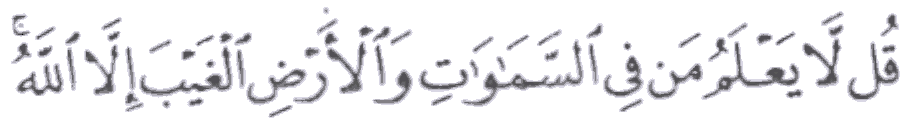 قُل لَّا يَعْلَمُ مَن فِي ٱلسَّمَٰوَٰتِ وَٱلْأَرْضِ ٱلْغَيْبَ إِلَّا ٱللَّهُ ۚ